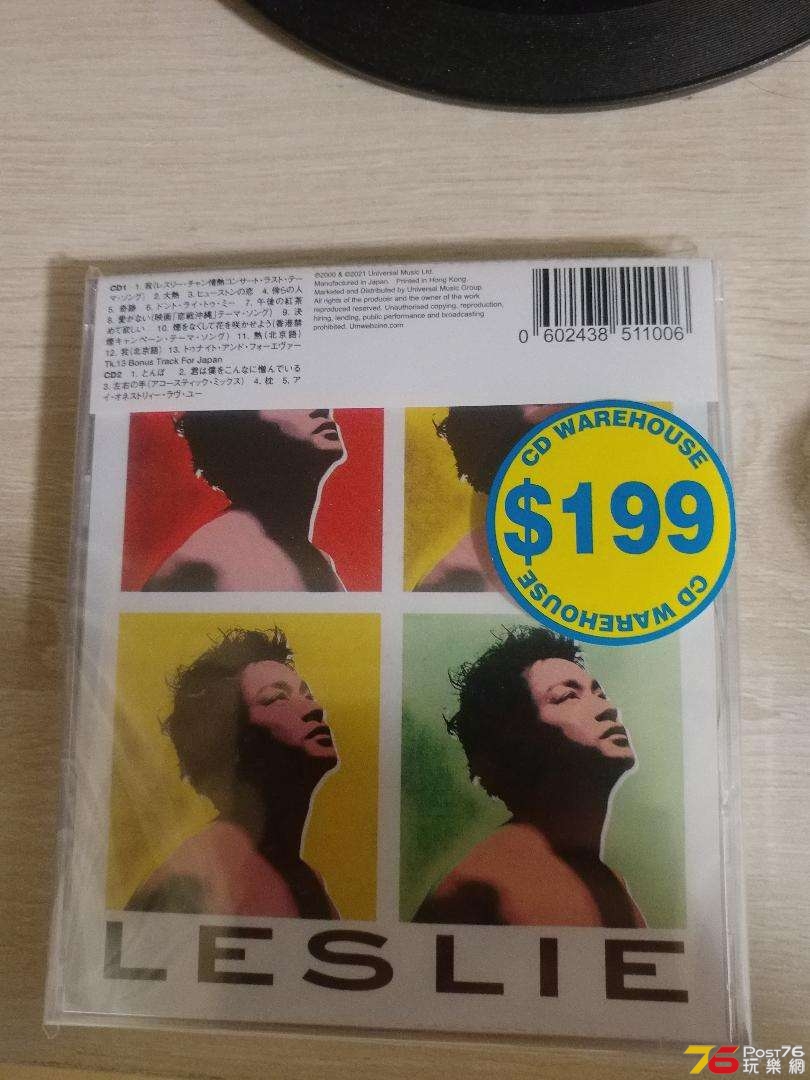 CD1 1. 我(レスリー・チャン情熱コンサート・ラスト・テー
マ・ソング) 2. 大熱 3. ヒューストンの恋 4. 僕らの人
5. 奇跡 6. ドント・ライ・トゥ・ミー 7. 午後の紅茶
8. 愛がない(映画「恋戦沖縄」テーマ・ソング) 9. 決
めて欲しい 10. 煙をなくして花を咲かせよう(香港禁
煙キャンペーン・テーマ・ソング) 11. 熱(北京語)
12. 我(北京語) 13. トゥナイト・アンド・フォーエヴァー
Tk.13 Bonus Track For Japan
CD2 1. とんぼ 2. 君は僕をこんなに憎んでいる
3. 左右の手(アコースティック・ミックス) 4. 枕 5. ア
イ・オネストリィー・ラヴ・ユー
℗2000 & ©2021 Universal Music Ltd.
Manufactured in Japan. Printed in Hong Kong.
Marketed and Distributed by Universal Music Group.
All rights of the producer and the owner of the work
reproduced reserved. Unauthorised copying, reproduction,
hiring, lending, public performance and broadcasting
prohibited. Umwebzine.com
0 602438 511006
CD WAREHOUSE
$199
CD WAREHOUSE
LESLIE
76 Post76
玩樂網